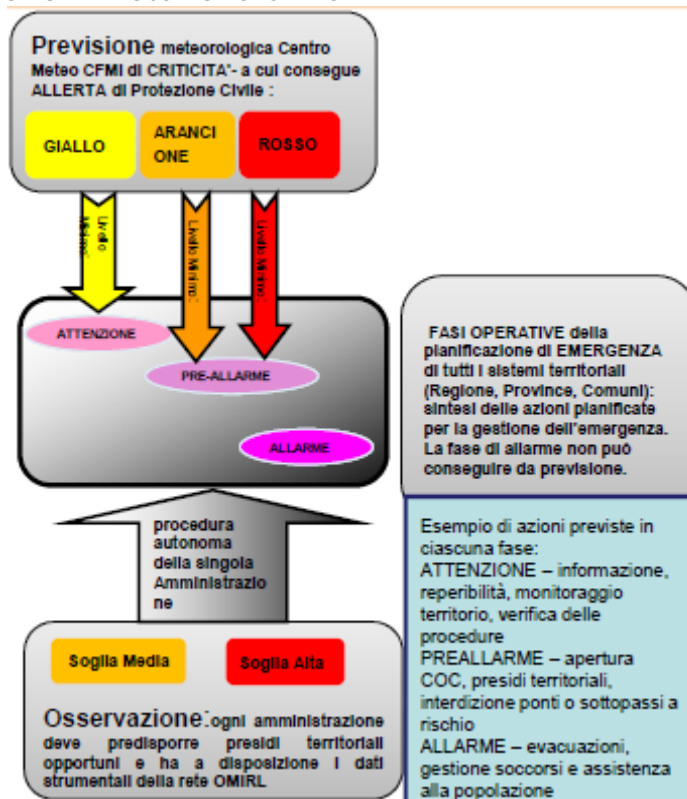 Previsione meteorologica Centro
Meteo CFMI di CRITICITA'- a cui consegue
ALLERTA di Protezione Civile :
GIALLO
ARANCI
ONE
ROSSO
Livello
Minimo:
Livello Minimo:
Livello Minimo:
ATTENZIONE
PRE-ALLARME
ALLARME
FASI OPERATIVE della
pianificazione di EMERGENZA
di tutti i sistemi territoriali
(Regione, Province, Comuni):
sintesi delle azioni pianificate
per la gestione dell'emergenza.
La fase di allarme non può
conseguire da previsione.
procedura
autonoma
della singola
Amministrazio
ne
Soglia Media
Soglia Alta
Osservazione: ogni amministrazione
deve predisporre presidi territoriali
opportuni e ha a disposizione i dati
strumentali della rete OMIRL
Esempio di azioni previste in
ciascuna fase:
ATTENZIONE – informazione,
reperibilità, monitoraggio
territorio, verifica delle
procedure
PREALLARME – apertura
COC, presidi territoriali,
interdizione ponti o sottopassi a
rischio
ALLARME – evacuazioni,
gestione soccorsi e assistenza
alla popolazione